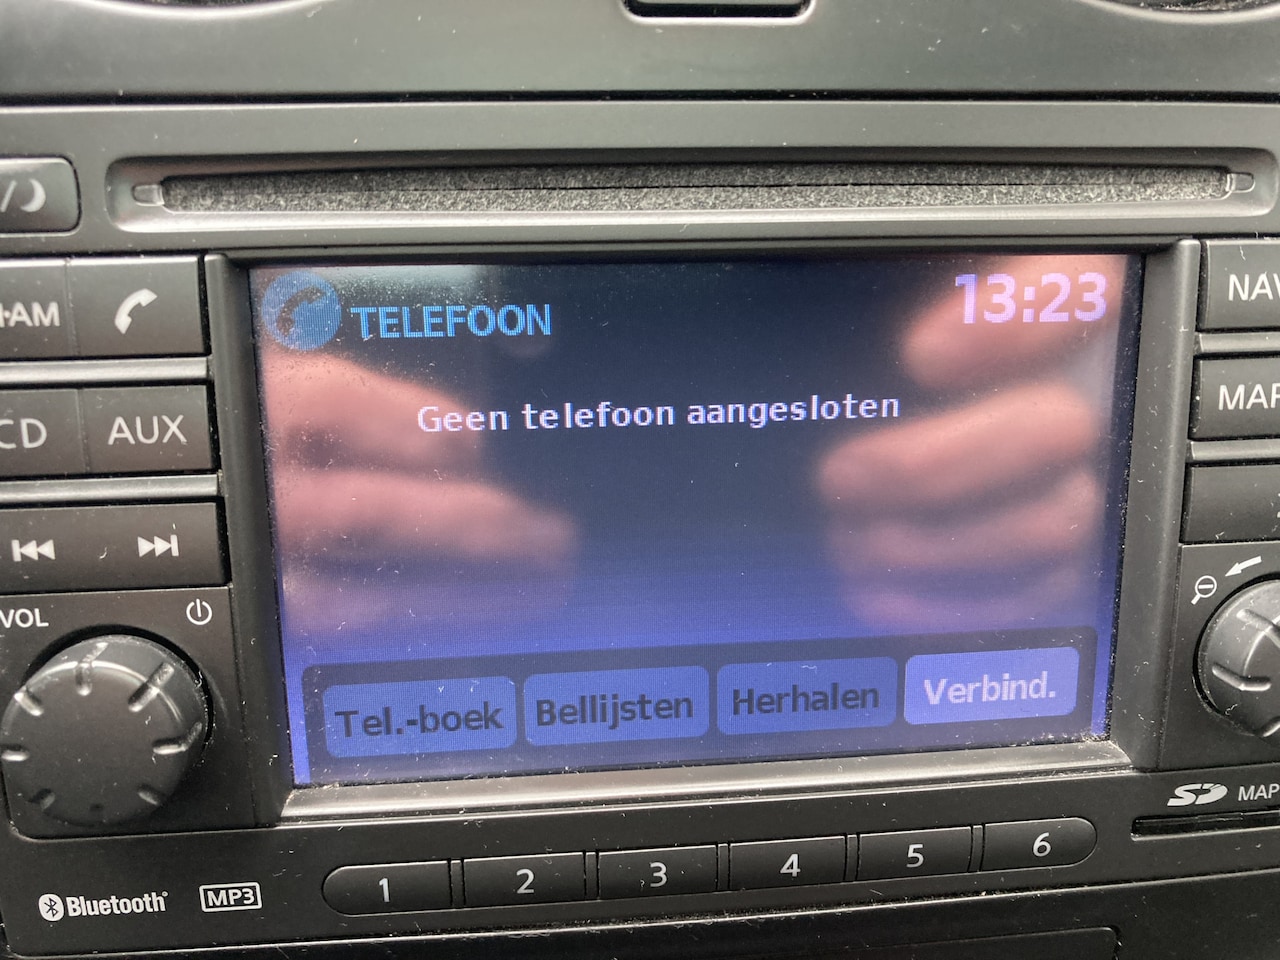 TELEFOON
13:23
Geen telefoon aangesloten
Tel.-boek
Bellijsten
Herhalen
Verbind.
AUX
CD
VOL
NAV
MAP
SD MAP
Bluetooth
MP3
1
2
3
4
5
6